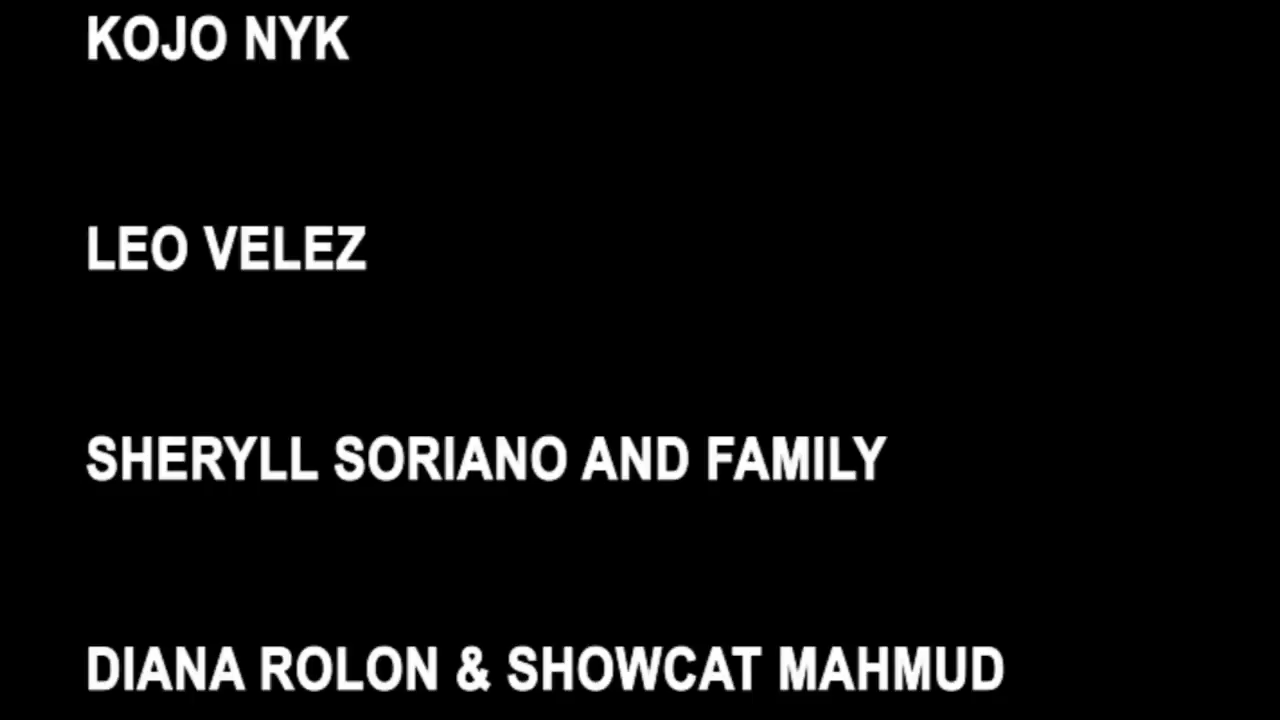 KOJO NYK
LEO VELEZ
SHERYLL SORIANO AND FAMILY
DIANA ROLON & SHOWCAT MAHMUD